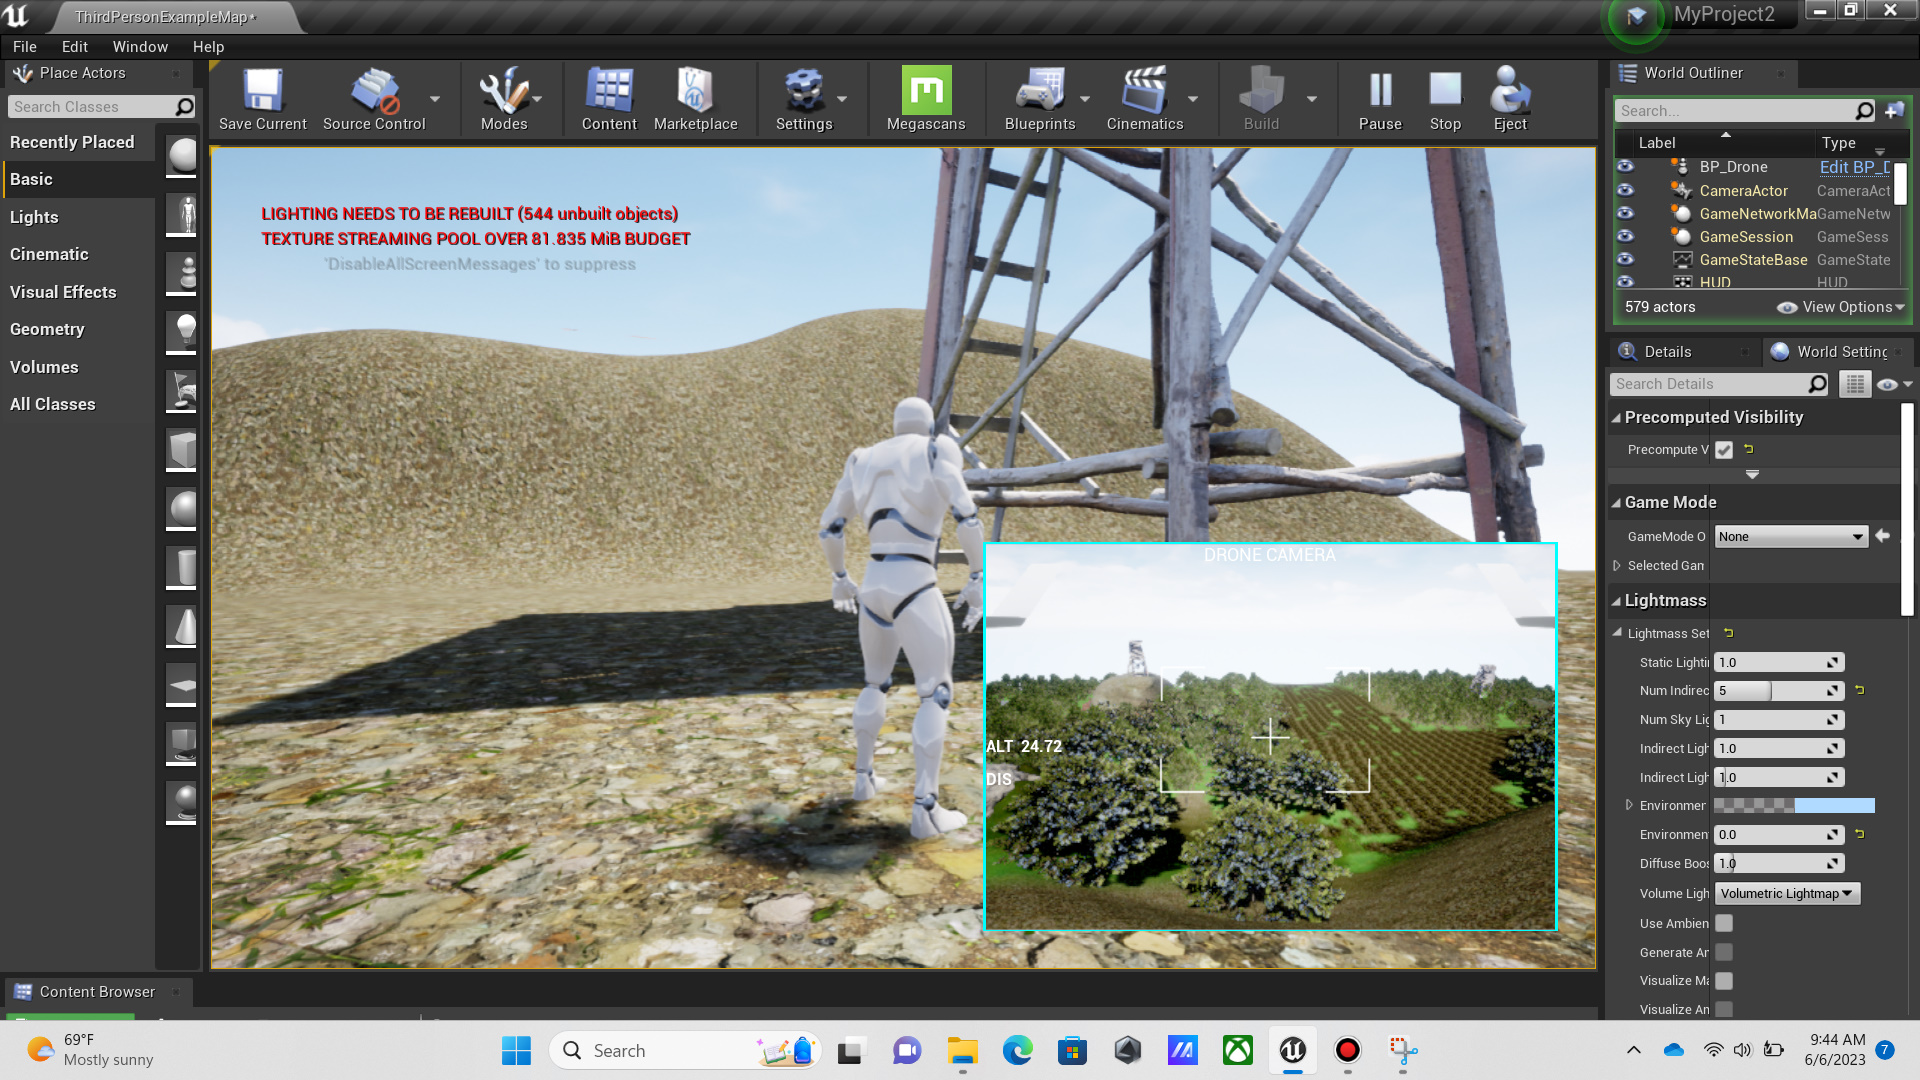 ThirdPersonExampleMap*
MyProject2
File Edit Window Help
Place Actors
Search Classes
Recently Placed
Basic
Lights
Cinematic
Visual Effects
Geometry
Volumes
All Classes
Save Current
Source Control
Modes
Content
Marketplace
Settings
Megascans
Blueprints
Cinematics
Build
Pause
Stop
Eject
LIGHTING NEEDS TO BE REBUILT (544 unbuilt objects)
TEXTURE STREAMING POOL OVER 81.835 MiB BUDGET
'DisableAllScreenMessages' to suppress
DRONE CAMERA
ALT 24.72
DIS
World Outliner
Search...
Label Type
BP_Drone Edit BP_D
CameraActor CameraAct
GameNetworkMa GameNetw
GameSession GameSess
GameStateBase GameState
HUD HUD
579 actors View Options
Details World Setting
Search Details
Precomputed Visibility
Precompute V
Game Mode
GameMode O None
Selected Gam
Lightmass
Lightmass Set
Static Lighti 1.0
Num Indirec 5
Num Sky Lig 1
Indirect Ligh 1.0
Indirect Ligh 1.0
Environmer
Environmen 0.0
Diffuse Boos 1.0
Volume Ligh Volumetric Lightmap
Use Ambien
Generate Ar
Visualize Ma
Visualize An
Content Browser
69°F
Mostly sunny
Search
9:44 AM
6/6/2023
7